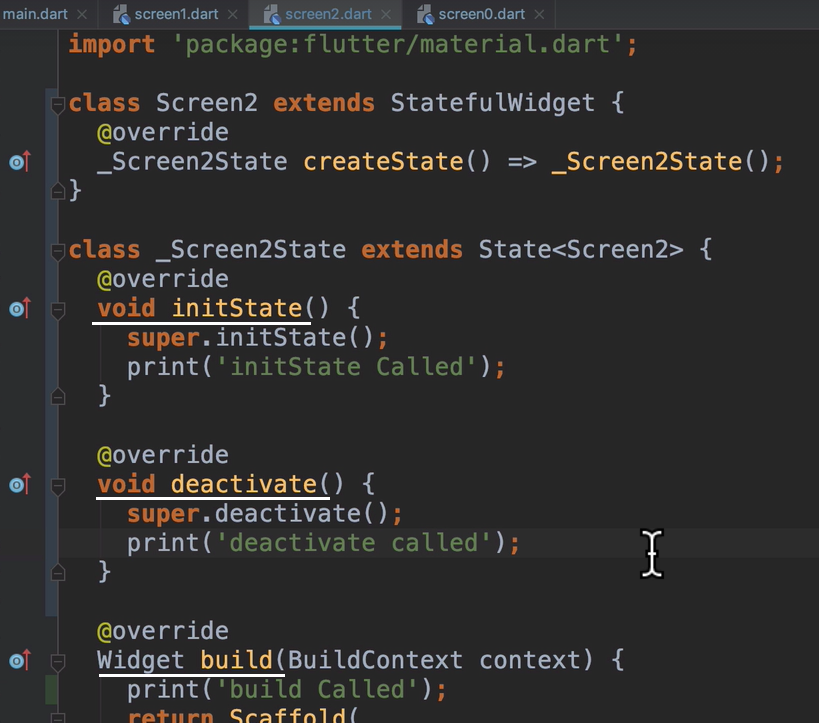 main.dart × screen1.dart × screen2.dart × screen0.dart ×
import 'package:flutter/material.dart';
class Screen2 extends StatefulWidget {
@override
_Screen2State createState() => _Screen2State();
}
class _Screen2State extends State<Screen2> {
@override
void initState() {
super.initState();
print('initState Called');
}
@override
void deactivate() {
super.deactivate();
print('deactivate called');
}
@override
Widget build(BuildContext context) {
print('build Called');
return Scaffold(